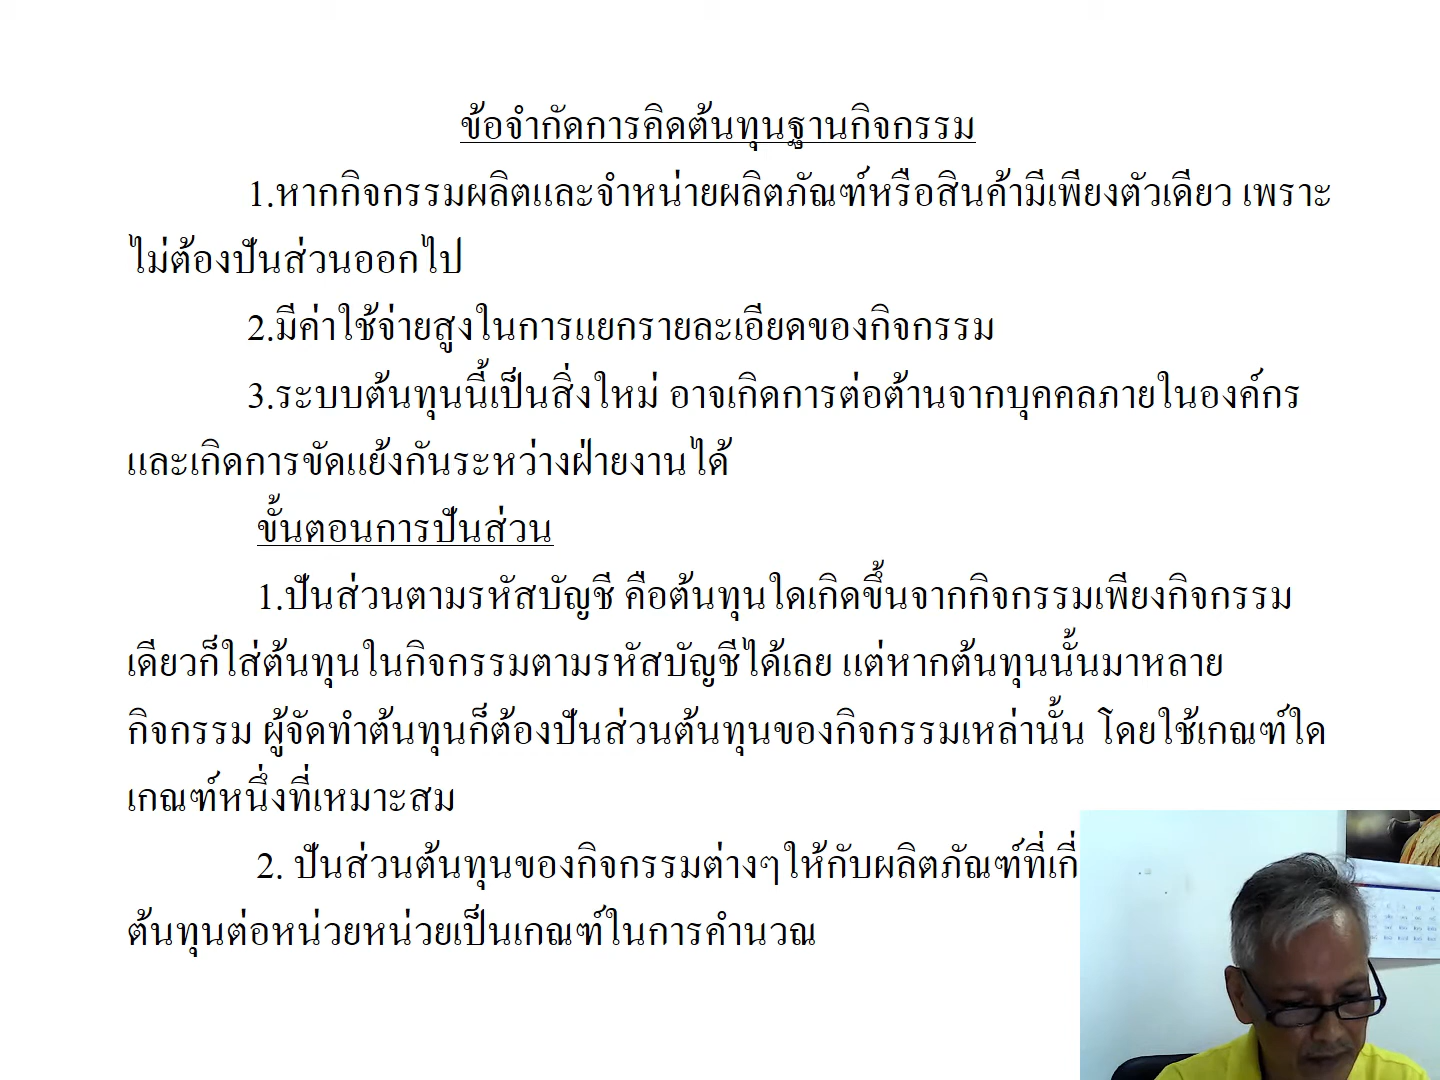 ข้อจำกัดการคิดต้นทุนฐานกิจกรรม
1.หากกิจกรรมผลิตและจำหน่ายผลิตภัณฑ์หรือสินค้ามีเพียงตัวเดียว เพราะ
ไม่ต้องปันส่วนออกไป
2.มีค่าใช้จ่ายสูงในการแยกรายละเอียดของกิจกรรม
3.ระบบต้นทุนนี้เป็นสิ่งใหม่ อาจเกิดการต่อต้านจากบุคคลภายในองค์กร
และเกิดการขัดแย้งกันระหว่างฝ่ายงานได้
ขั้นตอนการปันส่วน
1.ปันส่วนตามรหัสบัญชี คือต้นทุนใดเกิดขึ้นจากกิจกรรมเพียงกิจกรรม
เดียวก็ใส่ต้นทุนในกิจกรรมตามรหัสบัญชีได้เลย แต่หากต้นทุนนั้นมาหลาย
กิจกรรม ผู้จัดทำต้นทุนก็ต้องปันส่วนต้นทุนของกิจกรรมเหล่านั้น โดยใช้เกณฑ์ใด
เกณฑ์หนึ่งที่เหมาะสม
2. ปันส่วนต้นทุนของกิจกรรมต่างๆให้กับผลิตภัณฑ์ที่
ต้นทุนต่อหน่วยหน่วยเป็นเกณฑ์ในการคำนวณ